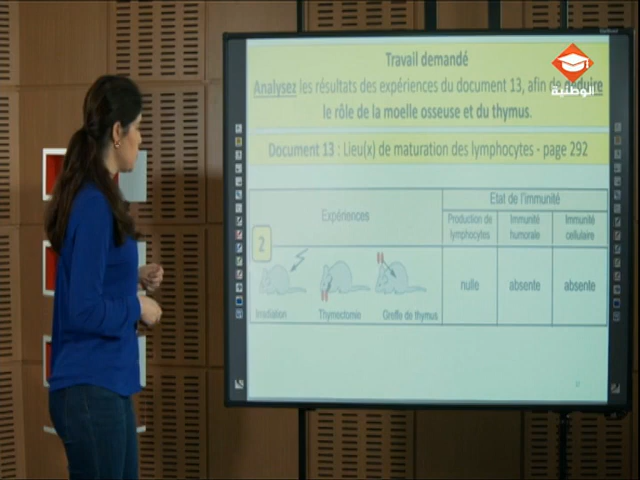 Travail demandé
Analysez les résultats des expériences du document 13, afin de déduire
le rôle de la moelle osseuse et du thymus.
الوطنية
Document 13 : Lieu(x) de maturation des lymphocytes - page 292
Expériences
Etat de l'immunité
Production de lymphocytes
Immunité humorale
Immunité cellulaire
2
Irradiation
Thymectomie
Greffe de thymus
nulle
absente
absente
2